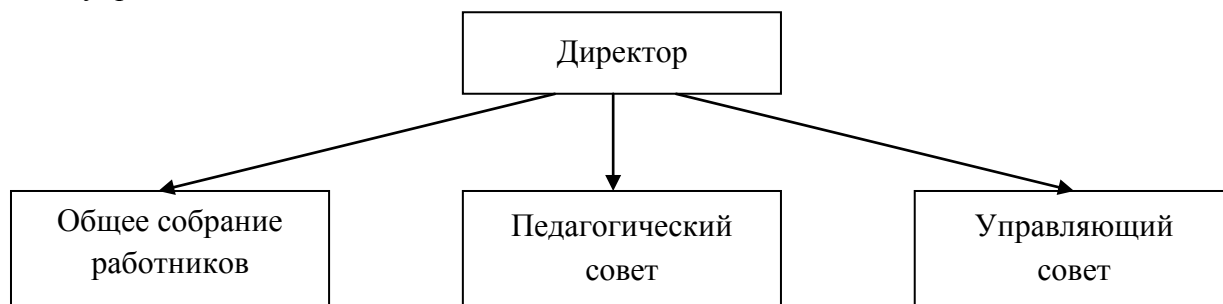 Директор
Общее собрание
работников
Педагогический
совет
Управляющий
совет